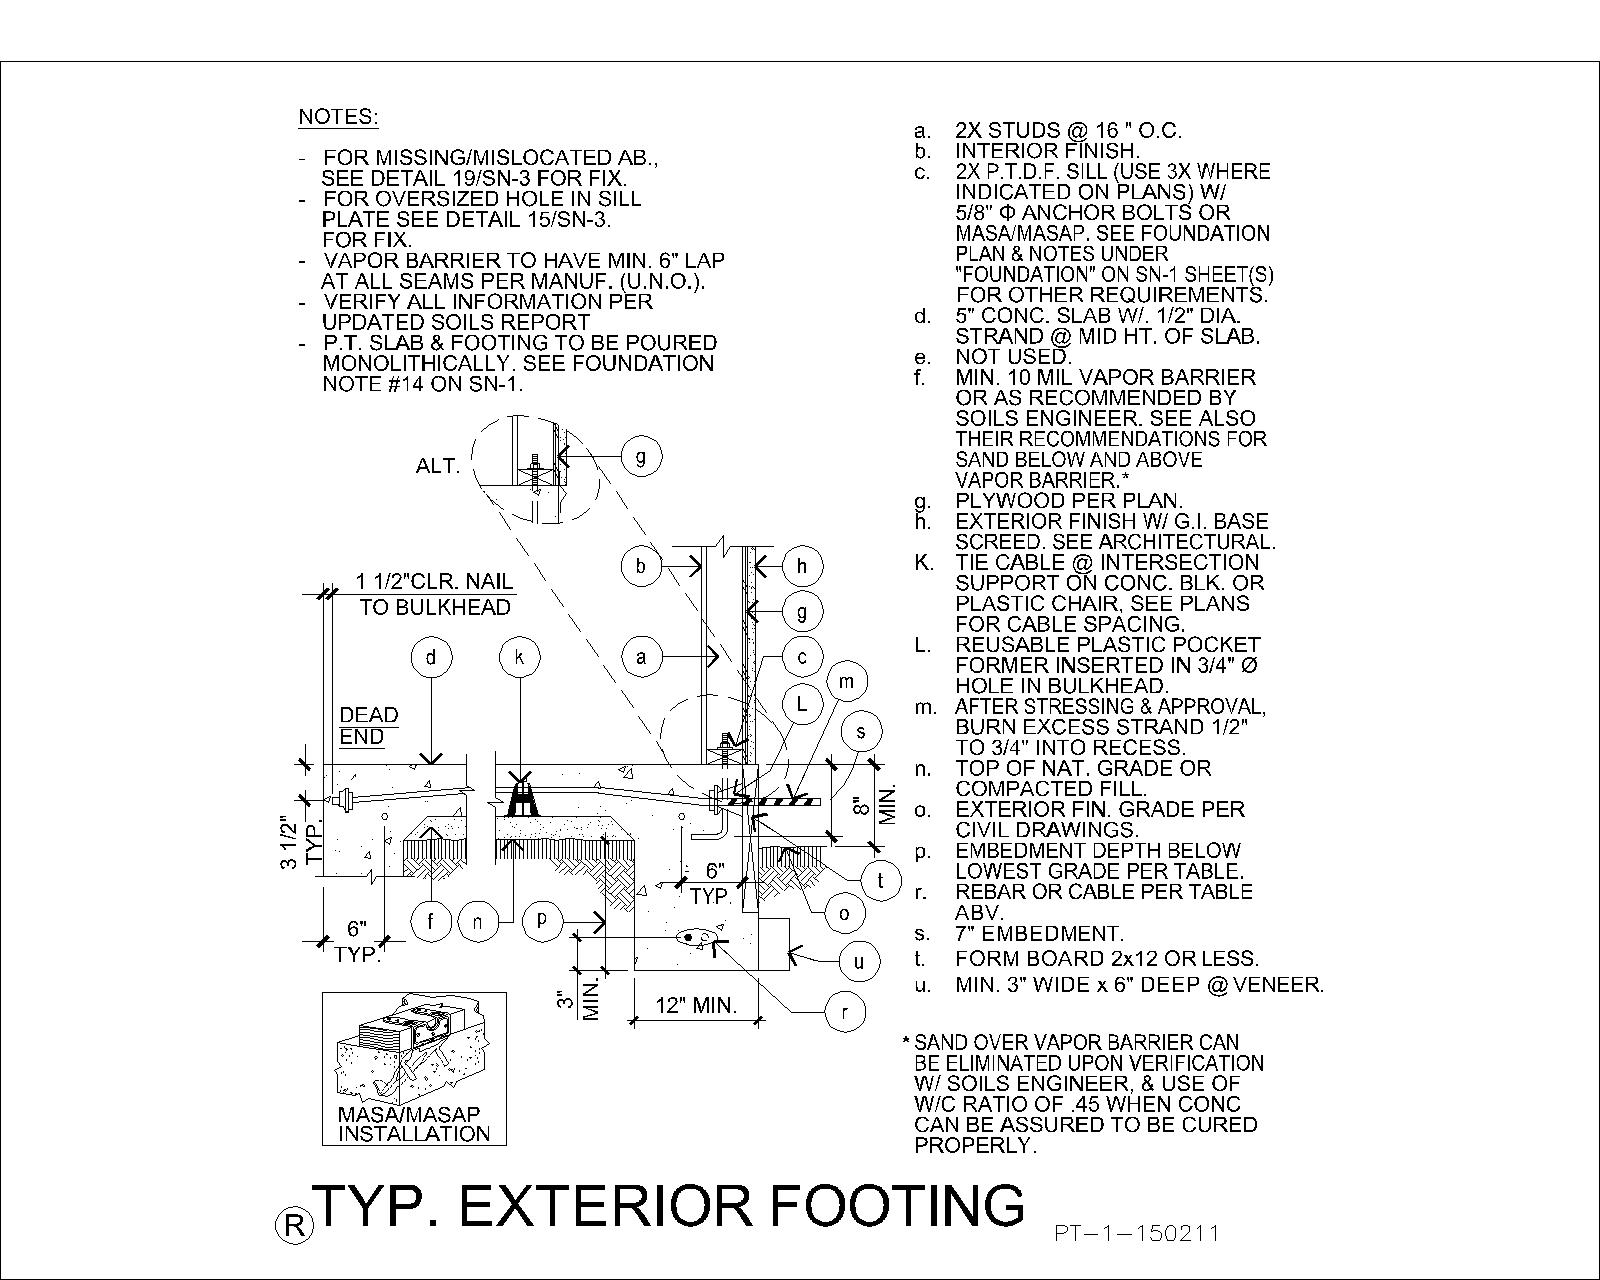 NOTES:
- FOR MISSING/MISLOCATED AB.,
SEE DETAIL 19/SN-3 FOR FIX.
- FOR OVERSIZED HOLE IN SILL
PLATE SEE DETAIL 15/SN-3.
FOR FIX.
- VAPOR BARRIER TO HAVE MIN. 6" LAP
AT ALL SEAMS PER MANUF. (U.N.O.).
- VERIFY ALL INFORMATION PER
UPDATED SOILS REPORT
- P.T. SLAB & FOOTING TO BE POURED
MONOLITHICALLY. SEE FOUNDATION
NOTE #14 ON SN-1.
ALT.
g
b
h
1 1/2"CLR. NAIL
TO BULKHEAD
g
d
k
a
c
m
L
s
DEAD
END
8"
MIN.
3 1/2"
TYP.
6"
TYP.
t
f
n
p
o
6"
TYP.
u
3"
MIN.
12" MIN.
r
MASA/MASAP
INSTALLATION
a. 2X STUDS @ 16 " O.C.
b. INTERIOR FINISH.
c. 2X P.T.D.F. SILL (USE 3X WHERE
INDICATED ON PLANS) W/
5/8" Φ ANCHOR BOLTS OR
MASA/MASAP. SEE FOUNDATION
PLAN & NOTES UNDER
"FOUNDATION" ON SN-1 SHEET(S)
FOR OTHER REQUIREMENTS.
d. 5" CONC. SLAB W/. 1/2" DIA.
STRAND @ MID HT. OF SLAB.
e. NOT USED.
f. MIN. 10 MIL VAPOR BARRIER
OR AS RECOMMENDED BY
SOILS ENGINEER. SEE ALSO
THEIR RECOMMENDATIONS FOR
SAND BELOW AND ABOVE
VAPOR BARRIER.*
g. PLYWOOD PER PLAN.
h. EXTERIOR FINISH W/ G.I. BASE
SCREED. SEE ARCHITECTURAL.
K. TIE CABLE @ INTERSECTION
SUPPORT ON CONC. BLK. OR
PLASTIC CHAIR, SEE PLANS
FOR CABLE SPACING.
L. REUSABLE PLASTIC POCKET
FORMER INSERTED IN 3/4" Ø
HOLE IN BULKHEAD.
m. AFTER STRESSING & APPROVAL,
BURN EXCESS STRAND 1/2"
TO 3/4" INTO RECESS.
n. TOP OF NAT. GRADE OR
COMPACTED FILL.
o. EXTERIOR FIN. GRADE PER
CIVIL DRAWINGS.
p. EMBEDMENT DEPTH BELOW
LOWEST GRADE PER TABLE.
r. REBAR OR CABLE PER TABLE
ABV.
s. 7" EMBEDMENT.
t. FORM BOARD 2x12 OR LESS.
u. MIN. 3" WIDE x 6" DEEP @ VENEER.
* SAND OVER VAPOR BARRIER CAN
BE ELIMINATED UPON VERIFICATION
W/ SOILS ENGINEER, & USE OF
W/C RATIO OF .45 WHEN CONC
CAN BE ASSURED TO BE CURED
PROPERLY.
R TYP. EXTERIOR FOOTING
PT-1-150211